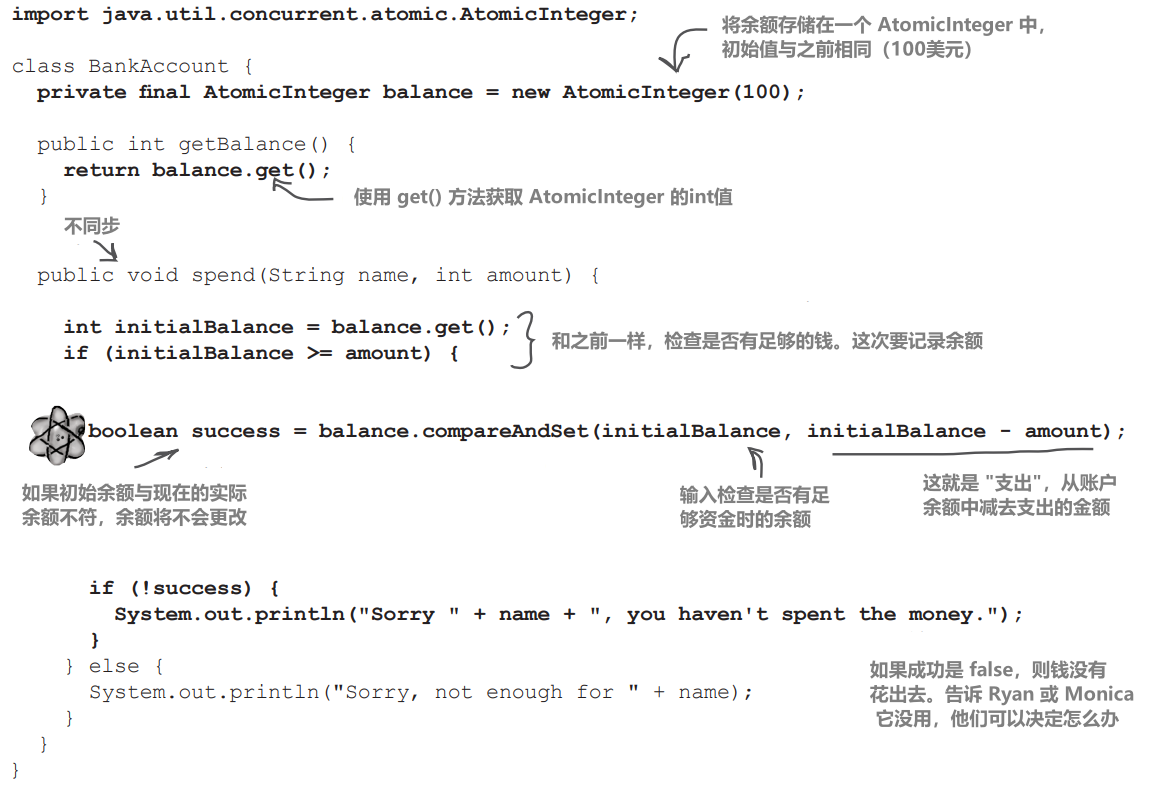 import java.util.concurrent.atomic.AtomicInteger;
将余额存储在一个 AtomicInteger 中，
初始值与之前相同（100美元）
class BankAccount {
private final AtomicInteger balance = new AtomicInteger(100);
public int getBalance() {
return balance.get();
}
使用 get() 方法获取 AtomicInteger 的int值
不同步
public void spend(String name, int amount) {
int initialBalance = balance.get();
if (initialBalance >= amount) {
和之前一样，检查是否有足够的钱。这次要记录余额
boolean success = balance.compareAndSet(initialBalance, initialBalance - amount);
如果初始余额与现在的实际
余额不符，余额将不会更改
输入检查是否有足
够资金时的余额
这就是 "支出"，从账户
余额中减去支出的金额
if (!success) {
System.out.println("Sorry " + name + ", you haven't spent the money.");
}
} else {
System.out.println("Sorry, not enough for " + name);
}
}
}
如果成功是 false，则钱没有
花出去。告诉 Ryan 或 Monica
它没用，他们可以决定怎么办